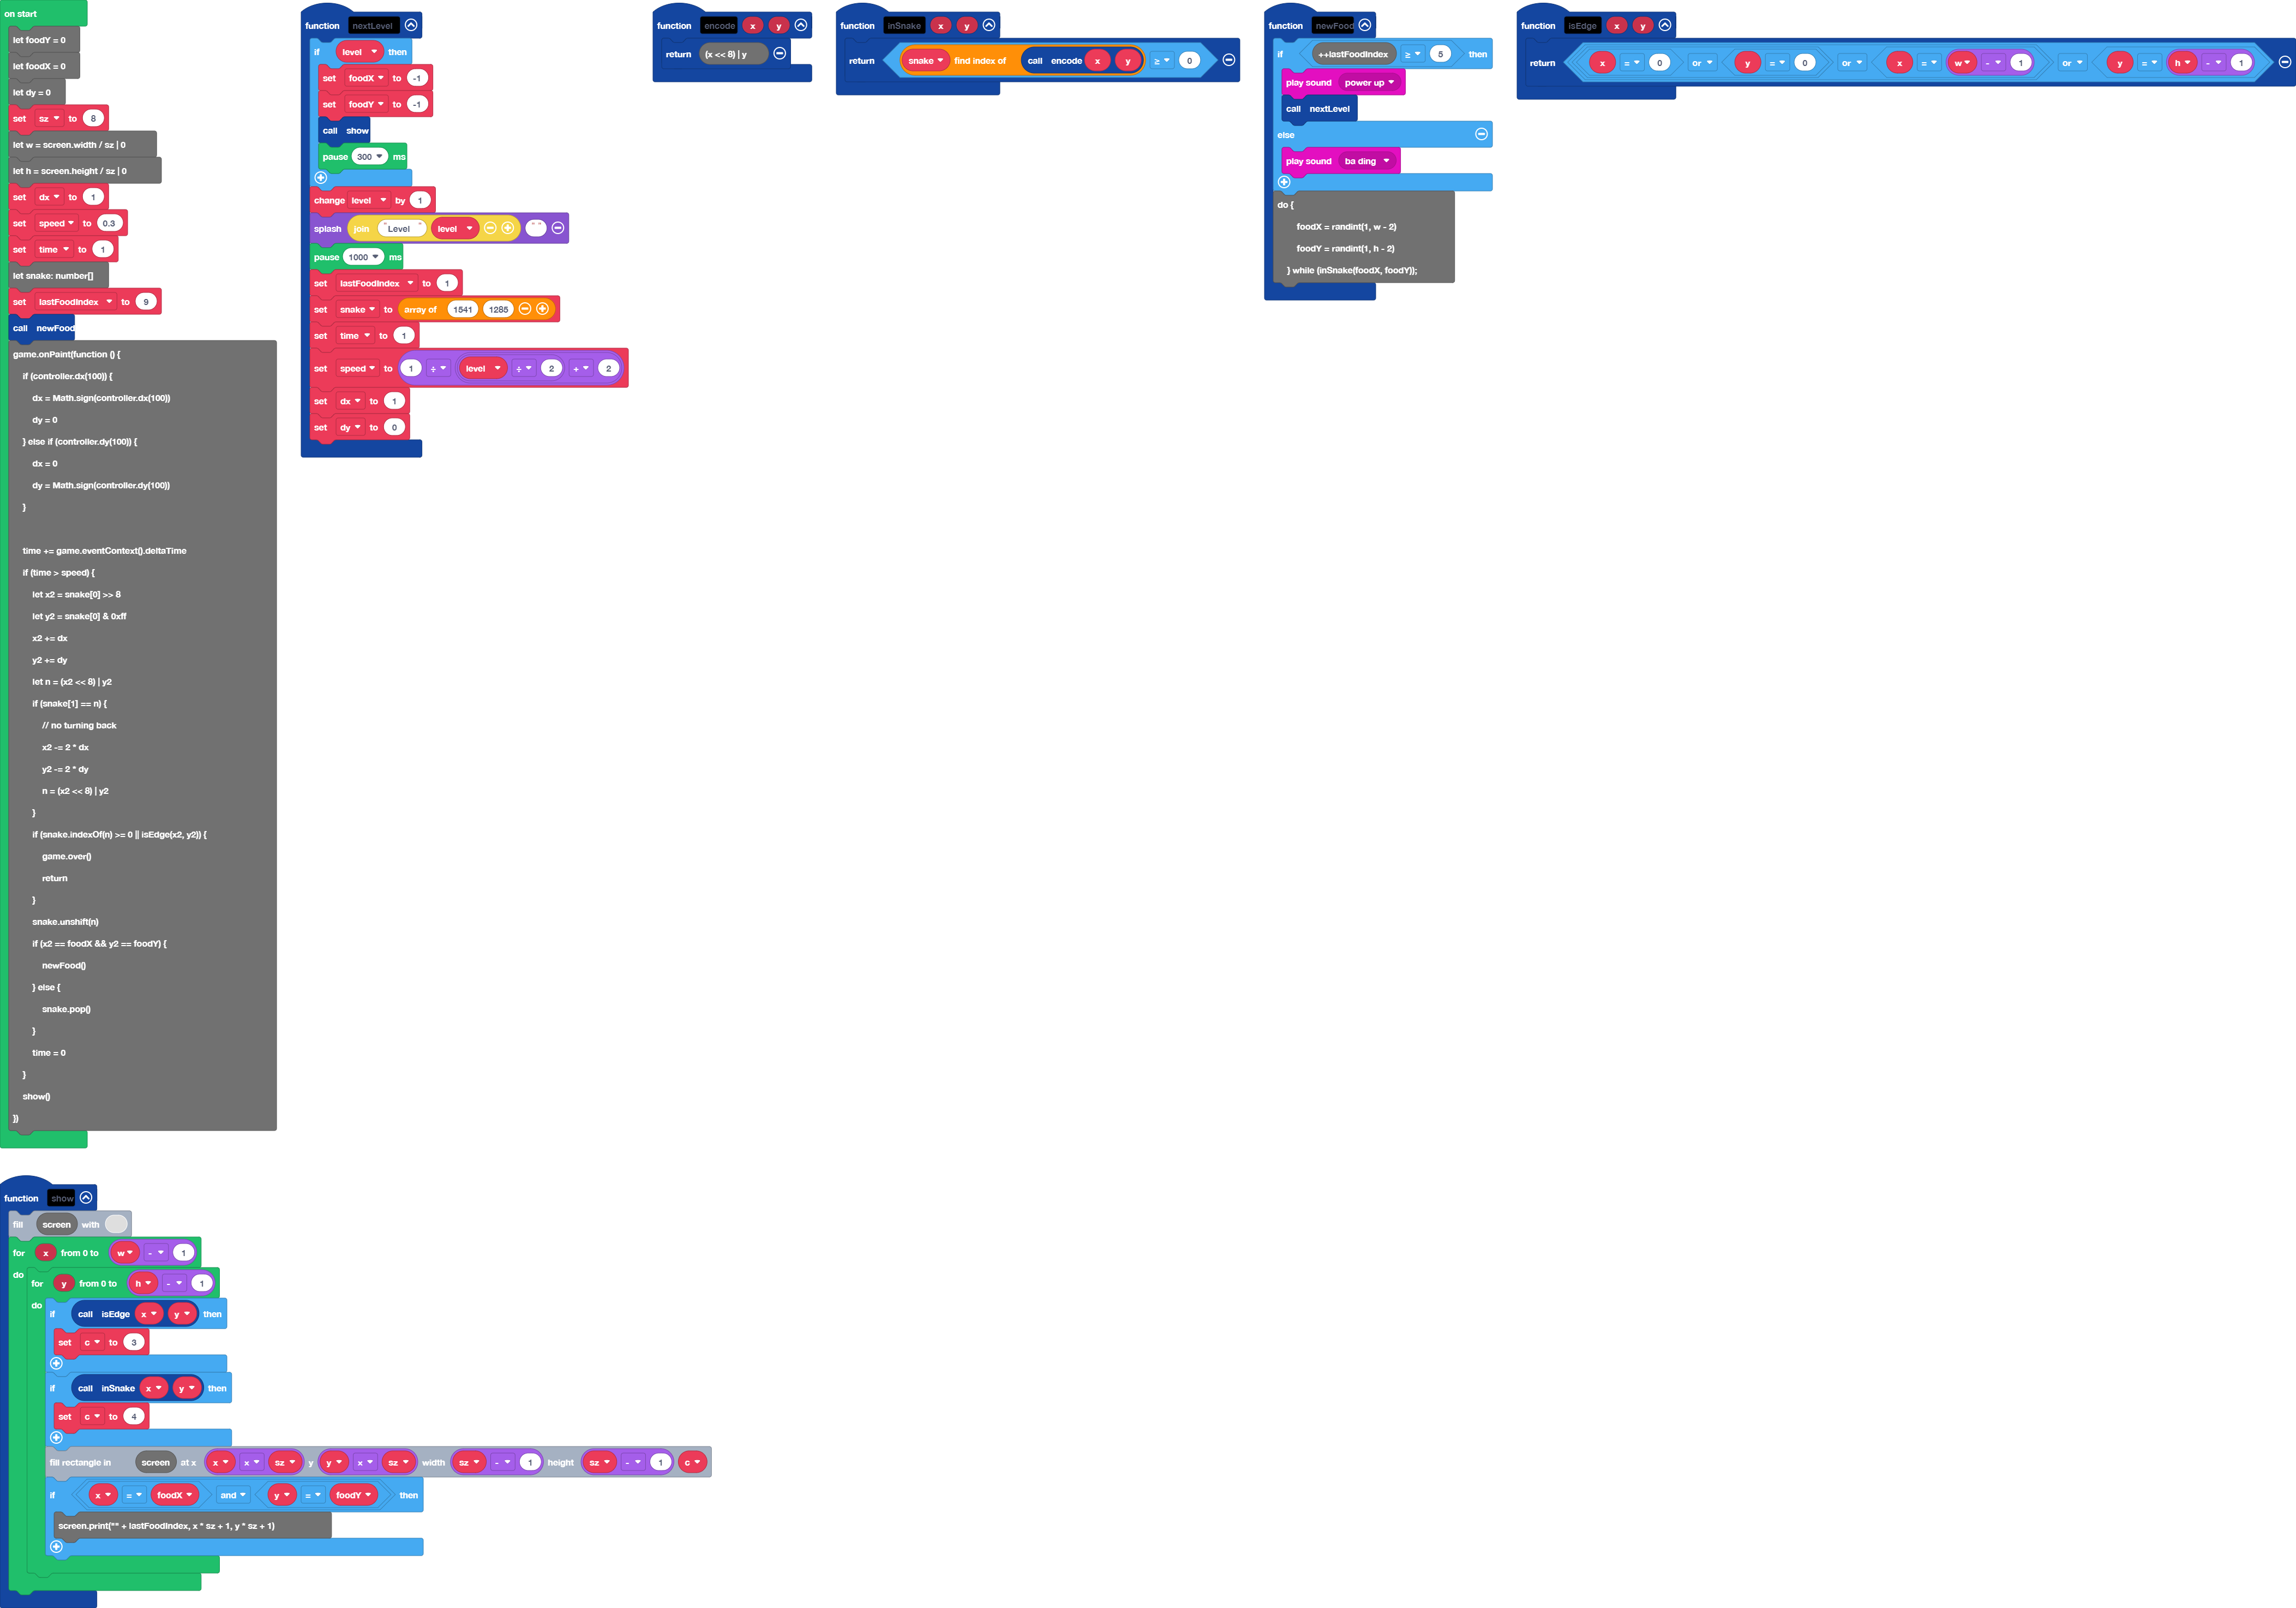 on start
let foodY = 0
let foodX = 0
let dy = 0
set sz to 8
let w = screen.width / sz | 0
let h = screen.height / sz | 0
set dx to 1
set speed to 0.3
set time to 1
let snake: number[]
set lastFoodIndex to 9
call newFood
game.onPaint(function () {
if (controller.dx(100)) {
dx = Math.sign(controller.dx(100))
dy = 0
} else if (controller.dy(100)) {
dx = 0
dy = Math.sign(controller.dy(100))
}
time += game.eventContext().deltaTime
if (time > speed) {
let x2 = snake[0] >> 8
let y2 = snake[0] & 0xff
x2 += dx
y2 += dy
let n = (x2 << 8) | y2
if (snake[1] == n) {
// no turning back
x2 -= 2 * dx
y2 -= 2 * dy
n = (x2 << 8) | y2
}
if (snake.indexOf(n) >= 0 || isEdge(x2, y2)) {
game.over()
return
}
snake.unshift(n)
if (x2 == foodX && y2 == foodY) {
newFood()
} else {
snake.pop()
}
time = 0
}
show()
})
function nextLevel
if level then
set foodX to -1
set foodY to -1
call show
pause 300 ms
change level by 1
splash join "Level " level " "
pause 1000 ms
set lastFoodIndex to 1
set snake to array of 1541 1285
set time to 1
set speed to 1 ÷ level ÷ 2 + 2
set dx to 1
set dy to 0
function encode x y
return (x << 8) | y
function inSnake x y
return snake find index of call encode x y ≥ 0
function newFood
if ++lastFoodIndex ≥ 5 then
play sound power up
call nextLevel
else
play sound ba ding
do {
foodX = randint(1, w - 2)
foodY = randint(1, h - 2)
} while (inSnake(foodX, foodY));
function isEdge x y
return x = 0 or y = 0 or x = w - 1 or y = h - 1
function show
fill screen with
for x from 0 to w - 1
do for y from 0 to h - 1
do if call isEdge x y then
set c to 3
if call inSnake x y then
set c to 4
fill rectangle in screen at x x x sz y y x sz width sz - 1 height sz - 1 c
if x = foodX and y = foodY then
screen.print("" + lastFoodIndex, x * sz + 1, y * sz + 1)